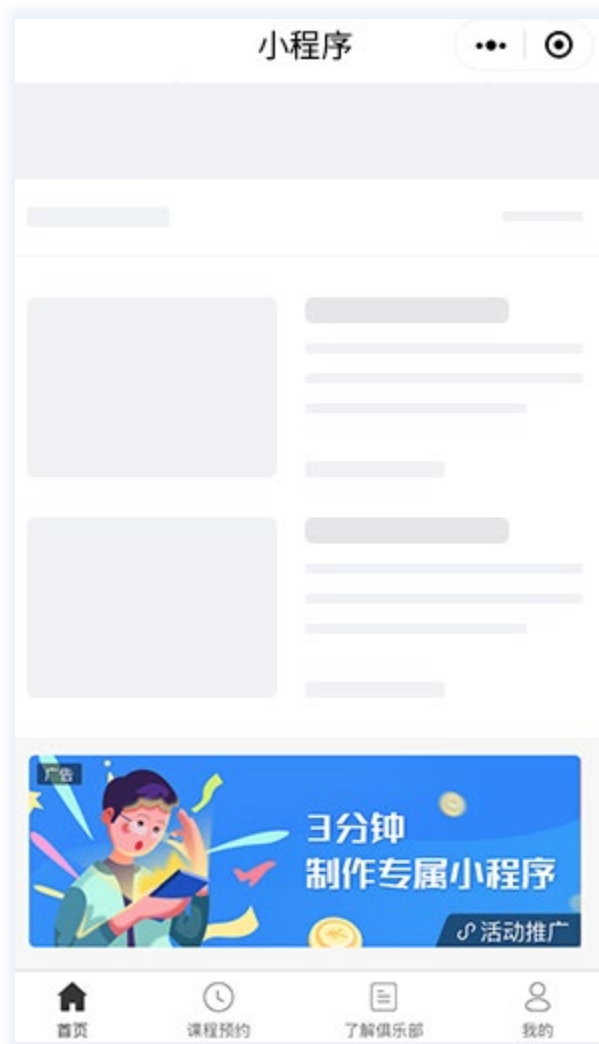 小程序
广告
3分钟
制作专属小程序
活动推广
首页
课程预约
了解俱乐部
我的